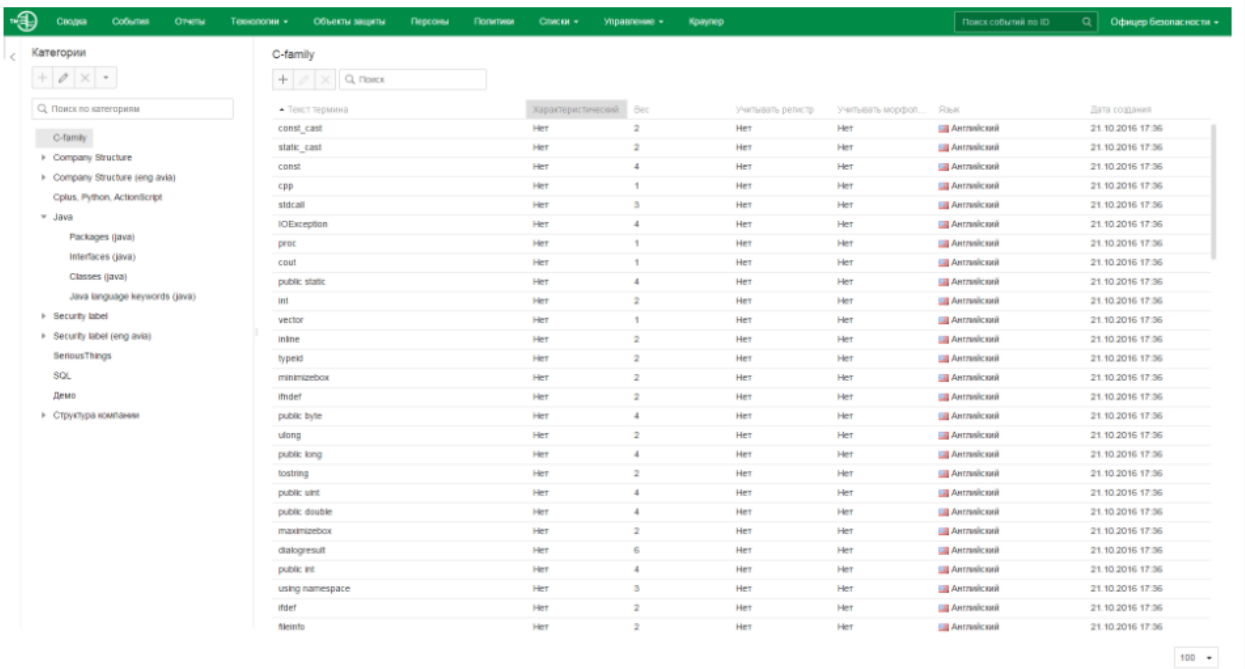 ТМ Сводка События Отчеты Технологии Объекты защиты Персоны Политики Списки Управление Краулер Поиск событий по ID Офицер безопасности
Категории
Поиск по категориям
C-family
Company Structure
Company Structure (eng avia)
Cplus, Python, ActionScript
Java
Packages (java)
Interfaces (java)
Classes (java)
Java language keywords (java)
Security label
Security label (eng avia)
SeriousThings
SQL
Демо
Структура компании
C-family
Поиск
Текст термина Характеристический Вес Учитывать регистр Учитывать морфол... Язык Дата создания
const_cast Нет 2 Нет Нет Английский 21.10.2016 17:36
static_cast Нет 2 Нет Нет Английский 21.10.2016 17:36
const Нет 4 Нет Нет Английский 21.10.2016 17:36
cpp Нет 1 Нет Нет Английский 21.10.2016 17:36
stdcall Нет 3 Нет Нет Английский 21.10.2016 17:36
IOException Нет 4 Нет Нет Английский 21.10.2016 17:36
proc Нет 1 Нет Нет Английский 21.10.2016 17:36
cout Нет 1 Нет Нет Английский 21.10.2016 17:36
public static Нет 4 Нет Нет Английский 21.10.2016 17:36
int Нет 2 Нет Нет Английский 21.10.2016 17:36
vector Нет 1 Нет Нет Английский 21.10.2016 17:36
inline Нет 2 Нет Нет Английский 21.10.2016 17:36
typeid Нет 2 Нет Нет Английский 21.10.2016 17:36
minimizebox Нет 2 Нет Нет Английский 21.10.2016 17:36
ifndef Нет 2 Нет Нет Английский 21.10.2016 17:36
public byte Нет 4 Нет Нет Английский 21.10.2016 17:36
ulong Нет 2 Нет Нет Английский 21.10.2016 17:36
public long Нет 4 Нет Нет Английский 21.10.2016 17:36
tostring Нет 2 Нет Нет Английский 21.10.2016 17:36
public uint Нет 4 Нет Нет Английский 21.10.2016 17:36
public double Нет 4 Нет Нет Английский 21.10.2016 17:36
maximizebox Нет 2 Нет Нет Английский 21.10.2016 17:36
dialogresult Нет 6 Нет Нет Английский 21.10.2016 17:36
public int Нет 4 Нет Нет Английский 21.10.2016 17:36
using namespace Нет 3 Нет Нет Английский 21.10.2016 17:36
ifdef Нет 2 Нет Нет Английский 21.10.2016 17:36
fileinfo Нет 2 Нет Нет Английский 21.10.2016 17:36
100